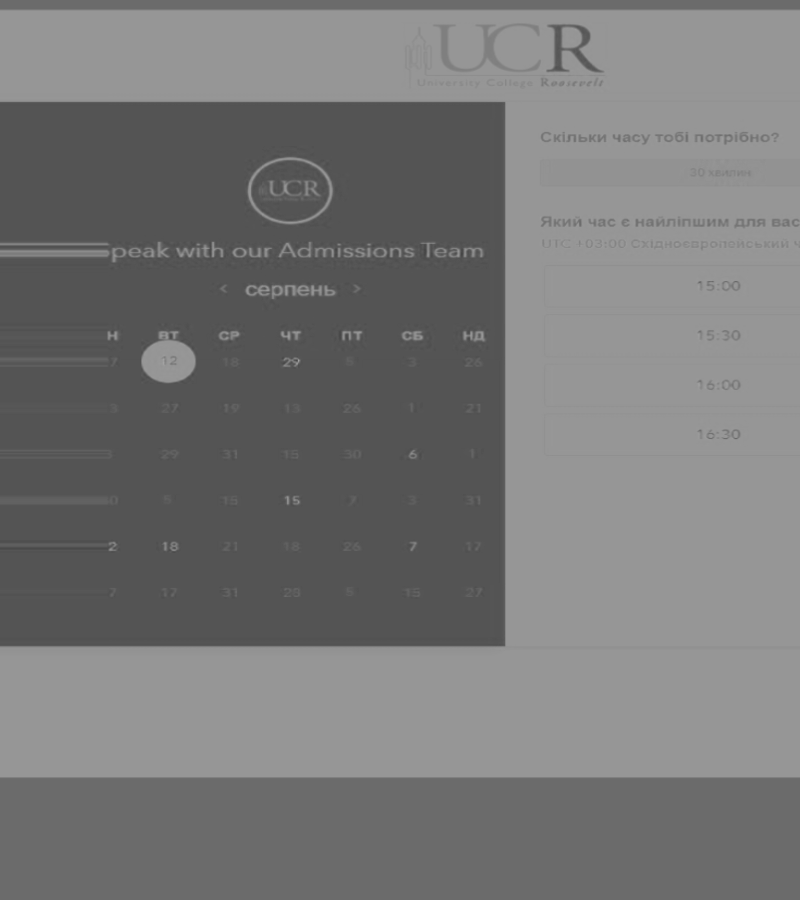 UCR
University College Roosevelt
UCR
peak with our Admissions Team
< серпень >
Н ВТ СР ЧТ ПТ СБ НД
7 12 18 29 5 3 26
3 27 19 13 26 1 21
29 31 15 30 6 1
0 5 15 15 7 3 31
2 18 21 18 26 7 17
7 17 31 28 5 15 27
Скільки часу тобі потрібно?
30 хвилин
Який час є найліпшим для вас
UTC +03:00 Східноєвропейський ч
15:00
15:30
16:00
16:30